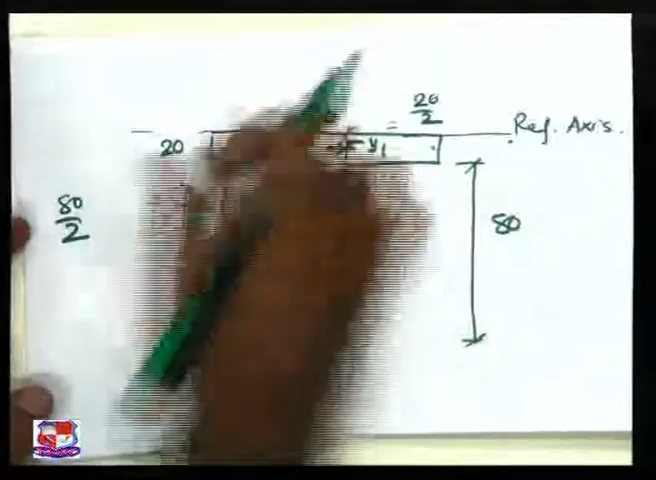 = 20/2
Ref. Axis.
20
y1
80/2
80